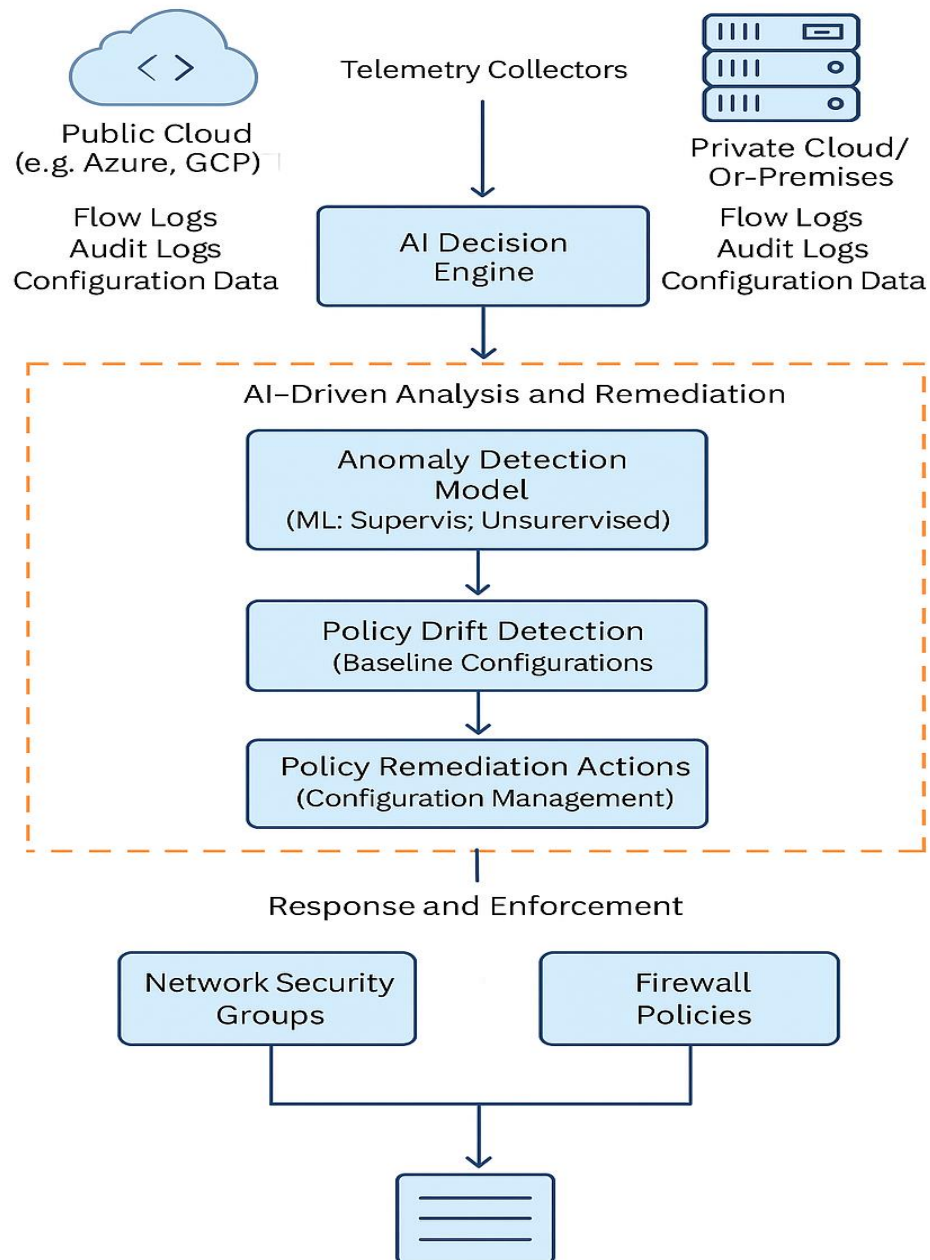 Telemetry Collectors
Public Cloud
(e.g. Azure, GCP)
Flow Logs
Audit Logs
Configuration Data
Private Cloud/
Or-Premises
Flow Logs
Audit Logs
Configuration Data
AI Decision
Engine
AI-Driven Analysis and Remediation
Anomaly Detection
Model
(ML: Supervis; Unsurervised)
Policy Drift Detection
(Baseline Configurations
Policy Remediation Actions
(Configuration Management)
Response and Enforcement
Network Security
Groups
Firewall
Policies